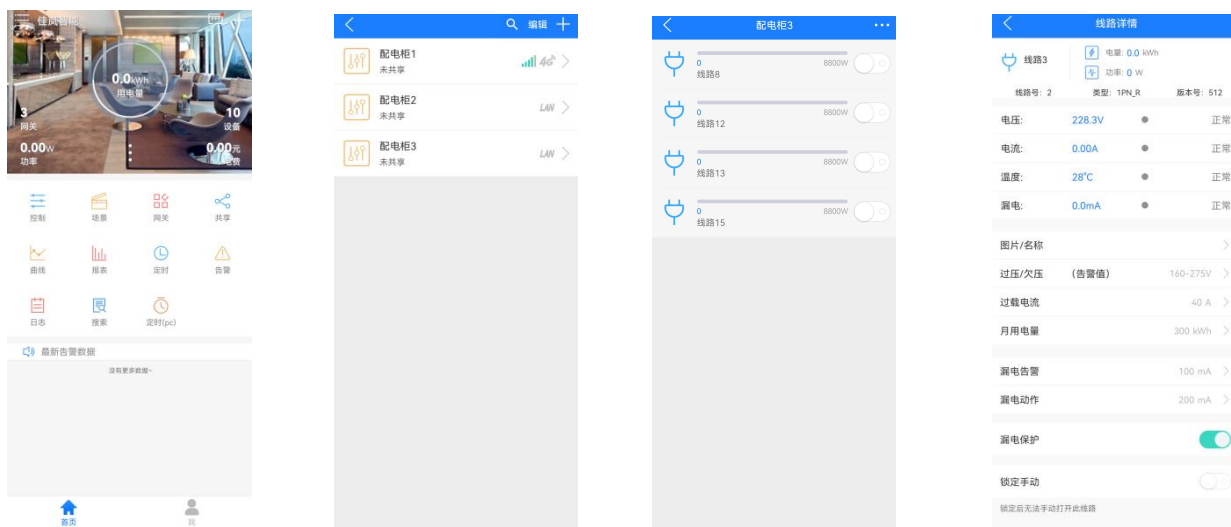 佳岚智能
0.0kWh
用电量
3
网关
10
设备
0.00w
功率
0.00元
电费
控制
场景
网关
共享
曲线
报表
定时
告警
日志
搜索
定时(pc)
最新告警数据
没有更多数据~
首页
我
编辑
配电柜1
未共享
4G
配电柜2
未共享
LAN
配电柜3
未共享
LAN
配电柜3
0
8800W
线路8
0
8800W
线路12
0
8800W
线路13
0
8800W
线路15
线路详情
线路3
电量: 0.0 kWh
功率: 0 W
线路号: 2 类型: 1PN_R 版本号: 512
电压: 228.3V 正常
电流: 0.00A 正常
温度: 28°C 正常
漏电: 0.0mA 正常
图片/名称
过压/欠压 (告警值) 160-275V
过载电流 40 A
月用电量 300 kWh
漏电告警 100 mA
漏电动作 200 mA
漏电保护
锁定手动
锁定后无法手动打开此线路